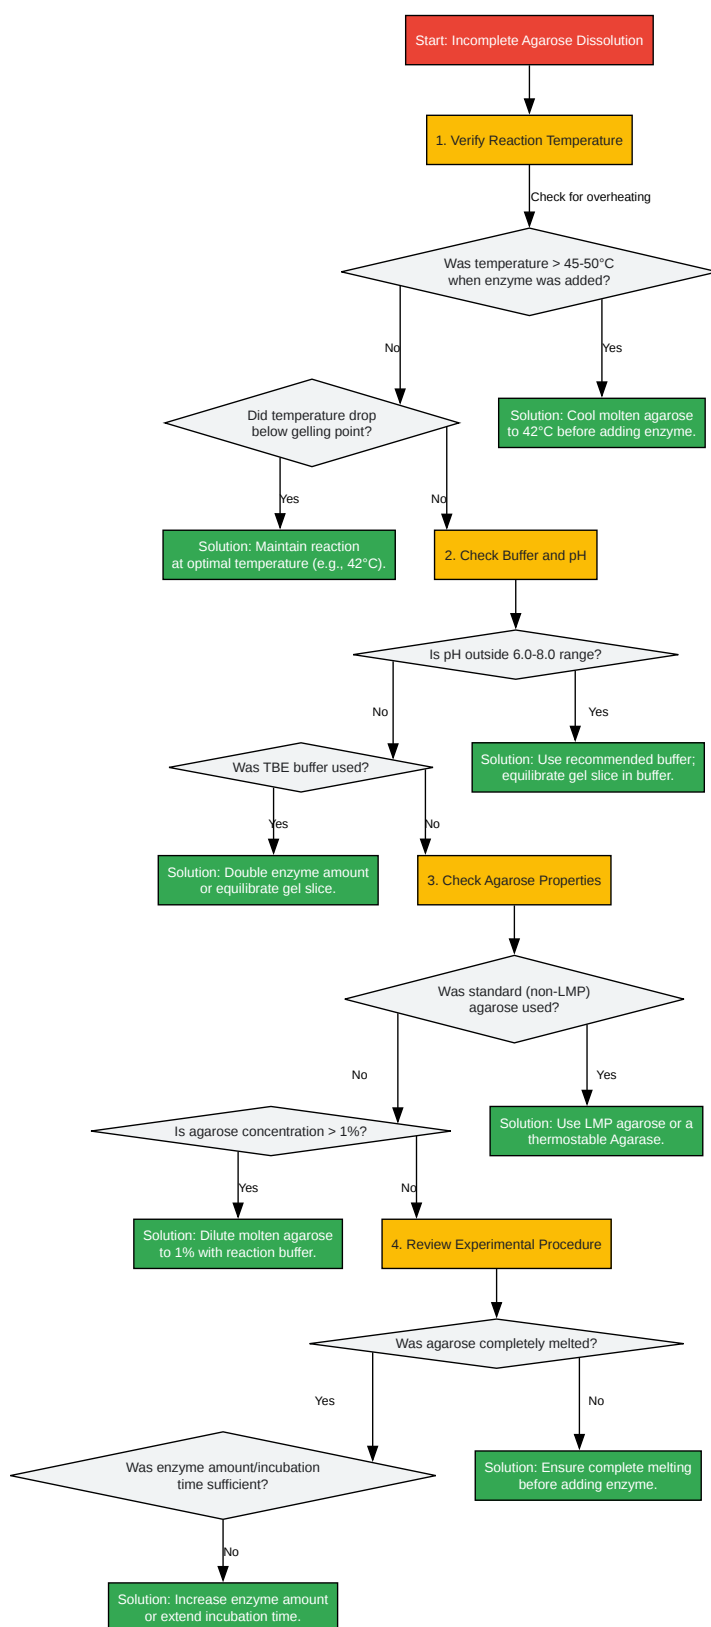 Start: Incomplete Agarose Dissolution
1. Verify Reaction Temperature
Check for overheating
Was temperature > 45-50°C
when enzyme was added?
No
Yes
Did temperature drop
below gelling point?
Solution: Cool molten agarose
to 42°C before adding enzyme.
Yes
No
Solution: Maintain reaction
at optimal temperature (e.g., 42°C).
2. Check Buffer and pH
Is pH outside 6.0-8.0 range?
No
Yes
Was TBE buffer used?
Solution: Use recommended buffer;
equilibrate gel slice in buffer.
Yes
No
Solution: Double enzyme amount
or equilibrate gel slice.
3. Check Agarose Properties
Was standard (non-LMP)
agarose used?
No
Yes
Is agarose concentration > 1%?
Solution: Use LMP agarose or a
thermostable Agarase.
Yes
No
Solution: Dilute molten agarose
to 1% with reaction buffer.
4. Review Experimental Procedure
Was agarose completely melted?
Yes
No
Was enzyme amount/incubation
time sufficient?
Solution: Ensure complete melting
before adding enzyme.
No
Solution: Increase enzyme amount
or extend incubation time.